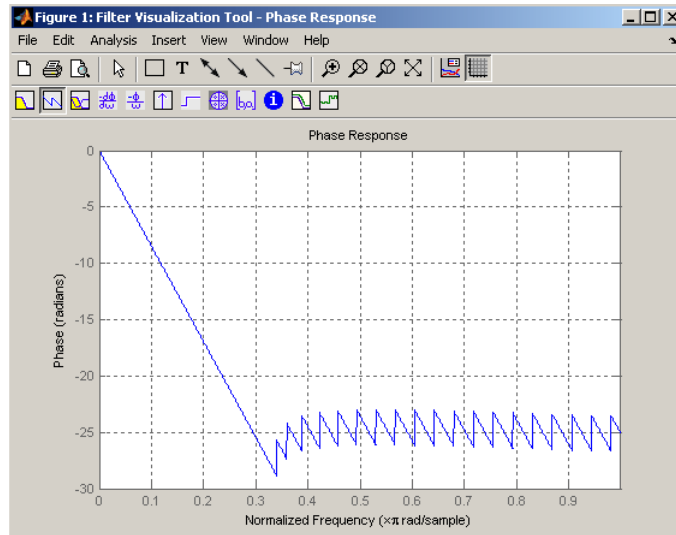 Figure 1: Filter Visualization Tool - Phase Response
File Edit Analysis Insert View Window Help
T
[b,a] i
Phase Response
0
-5
-10
-15
-20
-25
-30
Phase (radians)
0 0.1 0.2 0.3 0.4 0.5 0.6 0.7 0.8 0.9
Normalized Frequency (×π rad/sample)